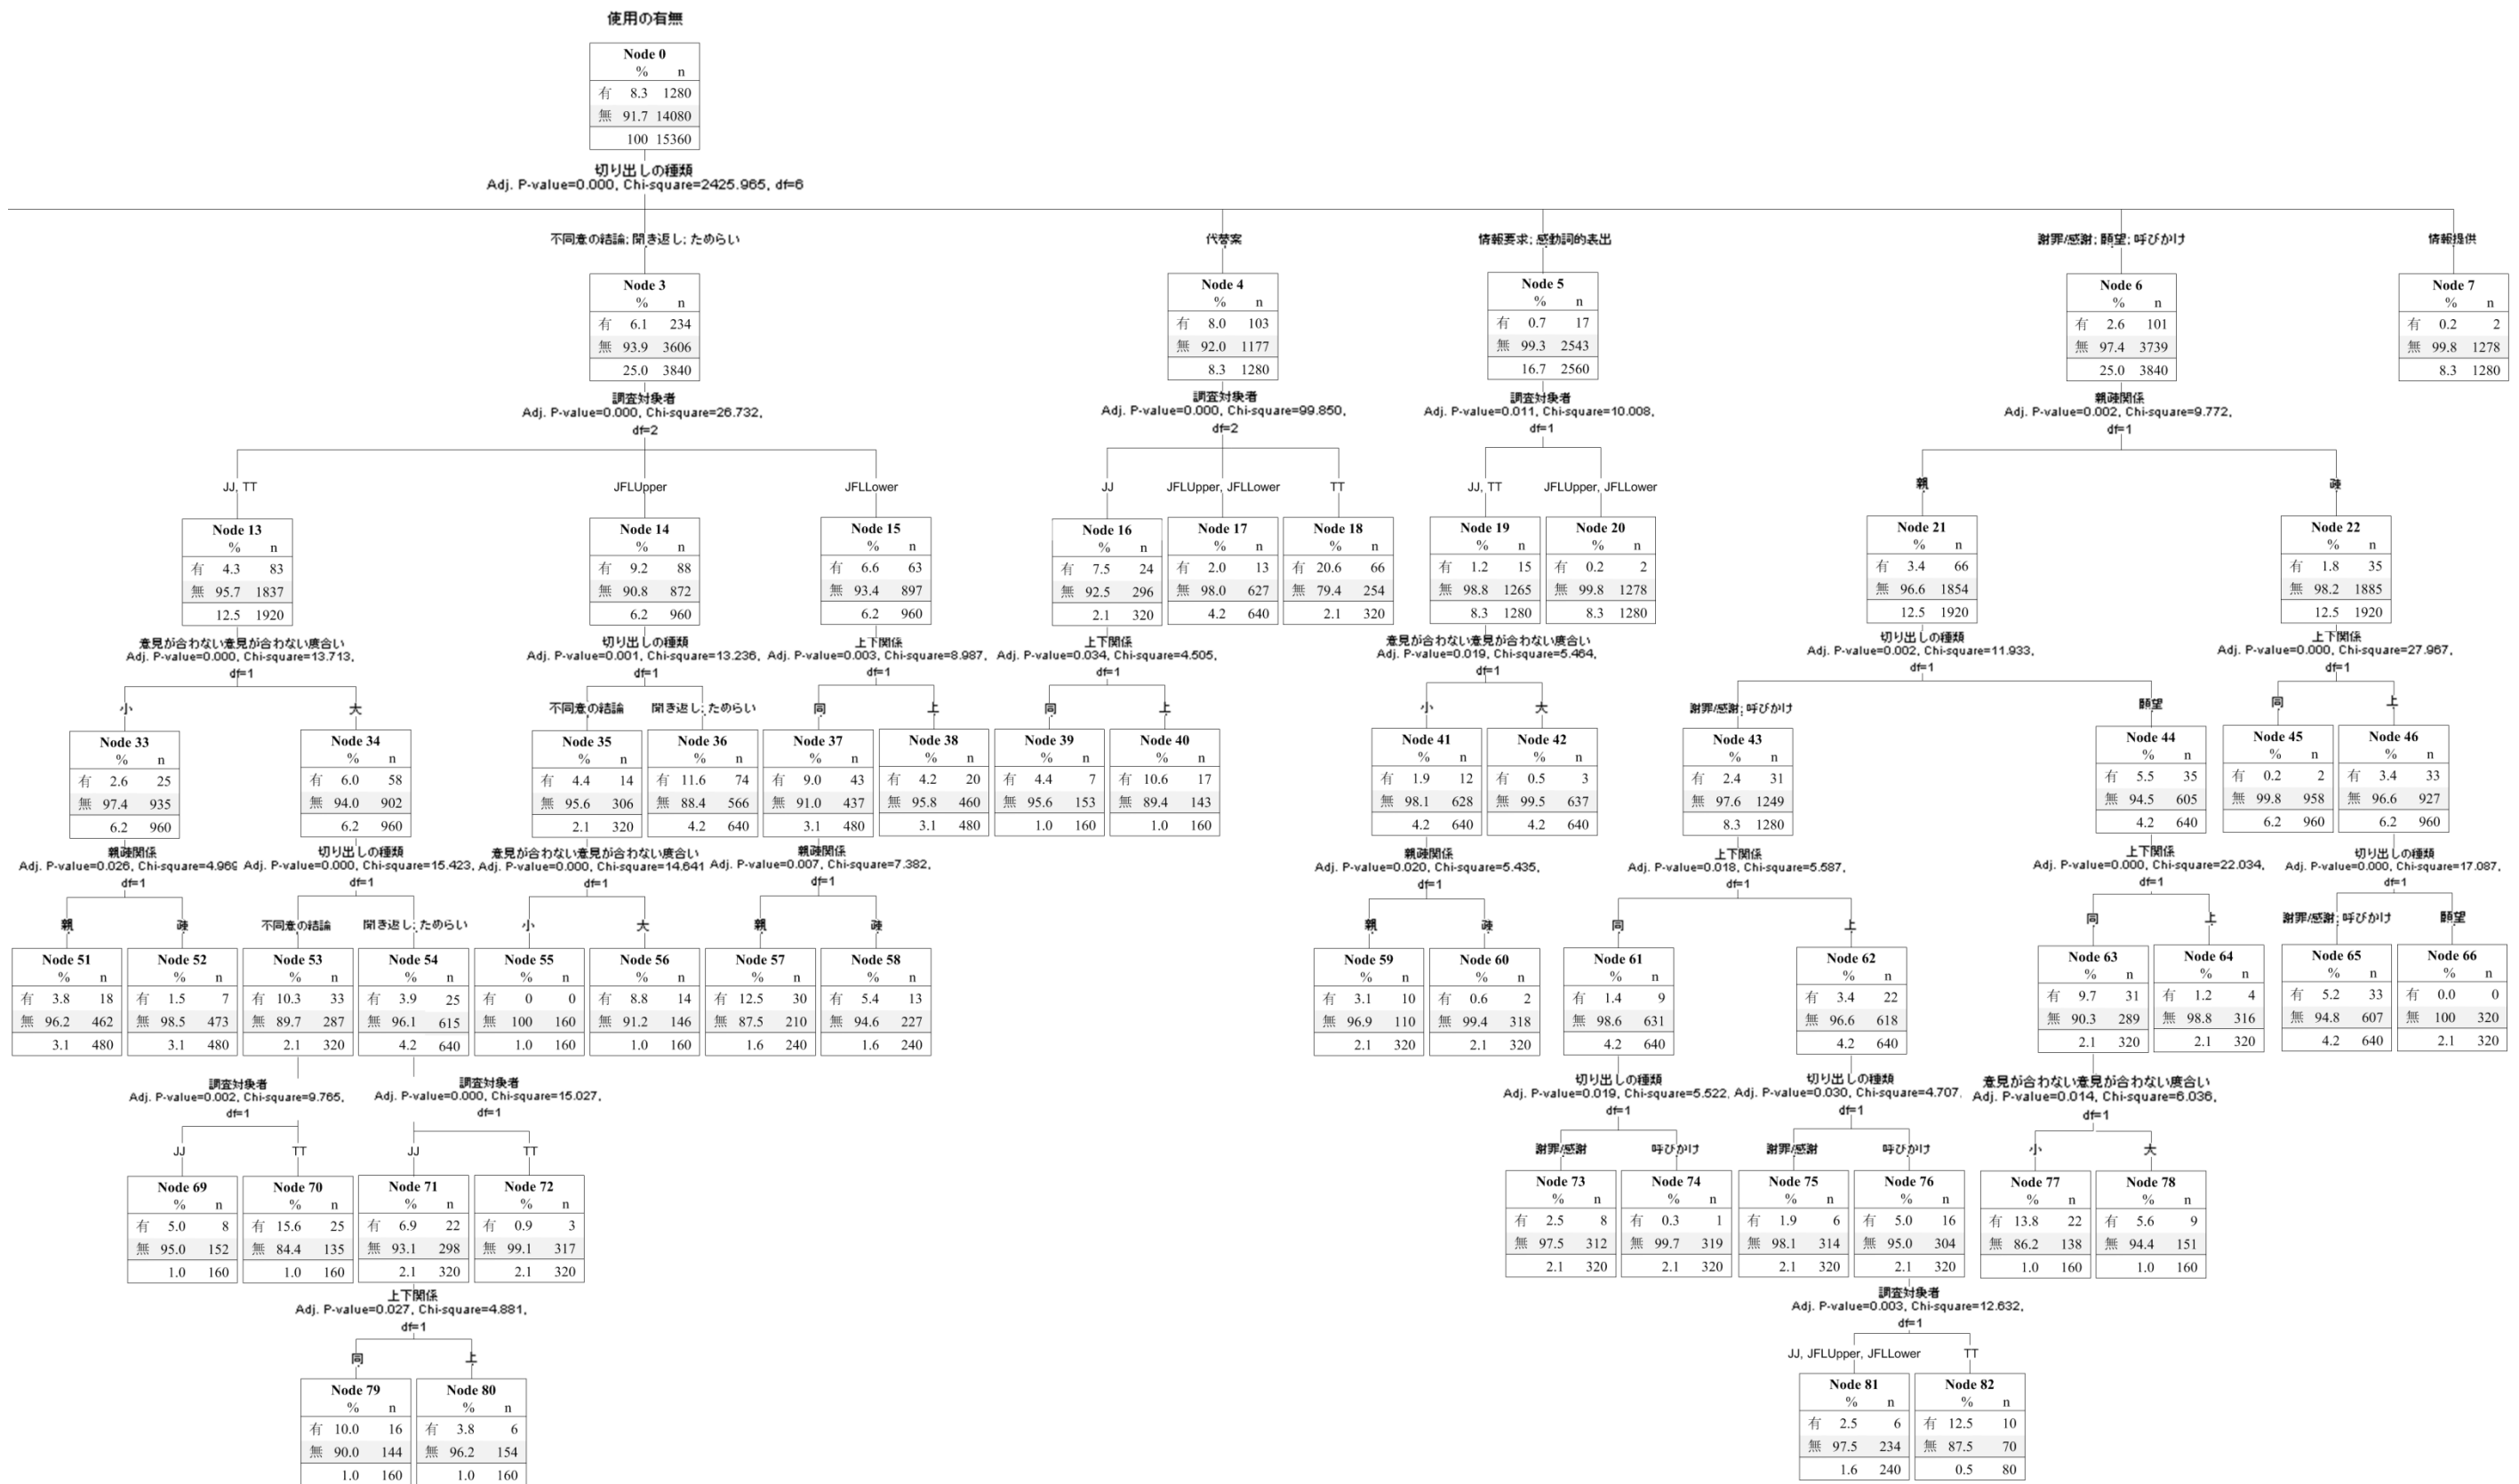 使用の有無
Node 0
% n
有 8.3 1280
無 91.7 14080
100 15360
切り出しの種類
Adj. P-value=0.000, Chi-square=2425.965, df=6
不同意の結論; 聞き返し; ためらい
代替案
情報要求; 感動詞的表出
謝罪/感謝; 願望; 呼びかけ
情報提供
Node 3
% n
有 6.1 234
無 93.9 3606
25.0 3840
調査対象者
Adj. P-value=0.000, Chi-square=26.732,
df=2
Node 4
% n
有 8.0 103
無 92.0 1177
8.3 1280
調査対象者
Adj. P-value=0.000, Chi-square=99.850,
df=2
Node 5
% n
有 0.7 17
無 99.3 2543
16.7 2560
調査対象者
Adj. P-value=0.011, Chi-square=10.008,
df=1
Node 6
% n
有 2.6 101
無 97.4 3739
25.0 3840
親疎関係
Adj. P-value=0.002, Chi-square=9.772,
df=1
Node 7
% n
有 0.2 2
無 99.8 1278
8.3 1280
JJ, TT
JFLUpper
JFLLower
JJ
JFLUpper, JFLLower
TT
JJ, TT
JFLUpper, JFLLower
親
疎
Node 13
% n
有 4.3 83
無 95.7 1837
12.5 1920
意見が合わない意見が合わない度合い
Adj. P-value=0.000, Chi-square=13.713,
df=1
Node 14
% n
有 9.2 88
無 90.8 872
6.2 960
切り出しの種類
Adj. P-value=0.001, Chi-square=13.236,
df=1
Node 15
% n
有 6.6 63
無 93.4 897
6.2 960
上下関係
Adj. P-value=0.003, Chi-square=8.987,
df=1
Node 16
% n
有 7.5 24
無 92.5 296
2.1 320
上下関係
Adj. P-value=0.034, Chi-square=4.505,
df=1
Node 17
% n
有 2.0 13
無 98.0 627
4.2 640
Node 18
% n
有 20.6 66
無 79.4 254
2.1 320
Node 19
% n
有 1.2 15
無 98.8 1265
8.3 1280
意見が合わない意見が合わない度合い
Adj. P-value=0.019, Chi-square=5.464,
df=1
Node 20
% n
有 0.2 2
無 99.8 1278
8.3 1280
Node 21
% n
有 3.4 66
無 96.6 1854
12.5 1920
切り出しの種類
Adj. P-value=0.002, Chi-square=11.933,
df=1
Node 22
% n
有 1.8 35
無 98.2 1885
12.5 1920
上下関係
Adj. P-value=0.000, Chi-square=27.967,
df=1
小
大
不同意の結論
聞き返し; ためらい
同
上
同
上
小
大
謝罪/感謝; 呼びかけ
願望
同
上
Node 33
% n
有 2.6 25
無 97.4 935
6.2 960
親疎関係
Adj. P-value=0.026, Chi-square=4.969
df=1
Node 34
% n
有 6.0 58
無 94.0 902
6.2 960
切り出しの種類
Adj. P-value=0.000, Chi-square=15.423,
df=1
Node 35
% n
有 4.4 14
無 95.6 306
2.1 320
意見が合わない意見が合わない度合い
Adj. P-value=0.000, Chi-square=14.641
df=1
Node 36
% n
有 11.6 74
無 88.4 566
4.2 640
Node 37
% n
有 9.0 43
無 91.0 437
3.1 480
親疎関係
Adj. P-value=0.007, Chi-square=7.382,
df=1
Node 38
% n
有 4.2 20
無 95.8 460
3.1 480
Node 39
% n
有 4.4 7
無 95.6 153
1.0 160
Node 40
% n
有 10.6 17
無 89.4 143
1.0 160
Node 41
% n
有 1.9 12
無 98.1 628
4.2 640
親疎関係
Adj. P-value=0.020, Chi-square=5.435,
df=1
Node 42
% n
有 0.5 3
無 99.5 637
4.2 640
Node 43
% n
有 2.4 31
無 97.6 1249
8.3 1280
上下関係
Adj. P-value=0.018, Chi-square=5.587,
df=1
Node 44
% n
有 5.5 35
無 94.5 605
4.2 640
上下関係
Adj. P-value=0.000, Chi-square=22.034,
df=1
Node 45
% n
有 0.2 2
無 99.8 958
6.2 960
Node 46
% n
有 3.4 33
無 96.6 927
6.2 960
切り出しの種類
Adj. P-value=0.000, Chi-square=17.087,
df=1
親
疎
不同意の結論
聞き返し; ためらい
小
大
親
疎
親
疎
同
上
同
上
謝罪/感謝; 呼びかけ
願望
Node 51
% n
有 3.8 18
無 96.2 462
3.1 480
Node 52
% n
有 1.5 7
無 98.5 473
3.1 480
Node 53
% n
有 10.3 33
無 89.7 287
2.1 320
調査対象者
Adj. P-value=0.002, Chi-square=9.765,
df=1
Node 54
% n
有 3.9 25
無 96.1 615
4.2 640
調査対象者
Adj. P-value=0.000, Chi-square=15.027,
df=1
Node 55
% n
有 0 0
無 100 160
1.0 160
Node 56
% n
有 8.8 14
無 91.2 146
1.0 160
Node 57
% n
有 12.5 30
無 87.5 210
1.6 240
Node 58
% n
有 5.4 13
無 94.6 227
1.6 240
Node 59
% n
有 3.1 10
無 96.9 110
2.1 320
Node 60
% n
有 0.6 2
無 99.4 318
2.1 320
Node 61
% n
有 1.4 9
無 98.6 631
4.2 640
切り出しの種類
Adj. P-value=0.019, Chi-square=5.522,
df=1
Node 62
% n
有 3.4 22
無 96.6 618
4.2 640
切り出しの種類
Adj. P-value=0.030, Chi-square=4.707,
df=1
Node 63
% n
有 9.7 31
無 90.3 289
2.1 320
意見が合わない意見が合わない度合い
Adj. P-value=0.014, Chi-square=6.036,
df=1
Node 64
% n
有 1.2 4
無 98.8 316
2.1 320
Node 65
% n
有 5.2 33
無 94.8 607
4.2 640
Node 66
% n
有 0.0 0
無 100 320
2.1 320
JJ
TT
JJ
TT
謝罪/感謝
呼びかけ
謝罪/感謝
呼びかけ
小
大
Node 69
% n
有 5.0 8
無 95.0 152
1.0 160
Node 70
% n
有 15.6 25
無 84.4 135
1.0 160
Node 71
% n
有 6.9 22
無 93.1 298
2.1 320
上下関係
Adj. P-value=0.027, Chi-square=4.881,
df=1
Node 72
% n
有 0.9 3
無 99.1 317
2.1 320
Node 73
% n
有 2.5 8
無 97.5 312
2.1 320
Node 74
% n
有 0.3 1
無 99.7 319
2.1 320
Node 75
% n
有 1.9 6
無 98.1 314
2.1 320
Node 76
% n
有 5.0 16
無 95.0 304
2.1 320
調査対象者
Adj. P-value=0.003, Chi-square=12.632,
df=1
Node 77
% n
有 13.8 22
無 86.2 138
1.0 160
Node 78
% n
有 5.6 9
無 94.4 151
1.0 160
同
上
JJ, JFLUpper, JFLLower
TT
Node 79
% n
有 10.0 16
無 90.0 144
1.0 160
Node 80
% n
有 3.8 6
無 96.2 154
1.0 160
Node 81
% n
有 2.5 6
無 97.5 234
1.6 240
Node 82
% n
有 12.5 10
無 87.5 70
0.5 80